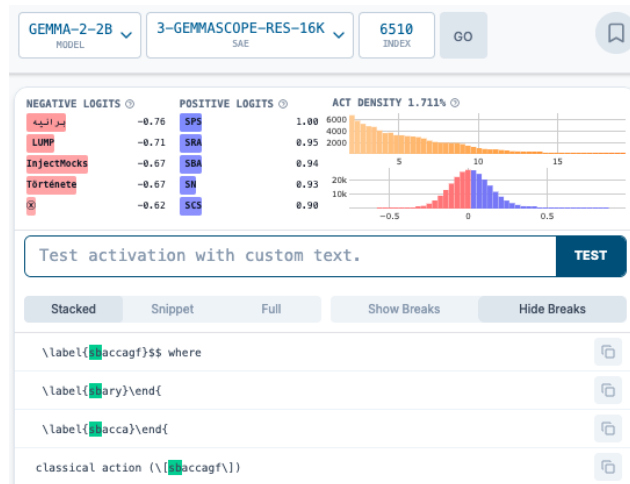 GEMMA-2-2B
MODEL
3-GEMMASCOPE-RES-16K
SAE
6510
INDEX
GO
NEGATIVE LOGITS
برانیه -0.76
LUMP -0.71
InjectMocks -0.67
Története -0.67
-0.62
POSITIVE LOGITS
SPS 1.00
SRA 0.95
SBA 0.94
SN 0.93
SCS 0.90
ACT DENSITY 1.711%
6000
4000
2000
5 10 15
20k
10k
-0.5 0 0.5
Test activation with custom text.
TEST
Stacked Snippet Full Show Breaks Hide Breaks
\label{sbaccagf}$$ where
\label{sbary}\end{
\label{sbacca}\end{
classical action (\[sbaccagf\])